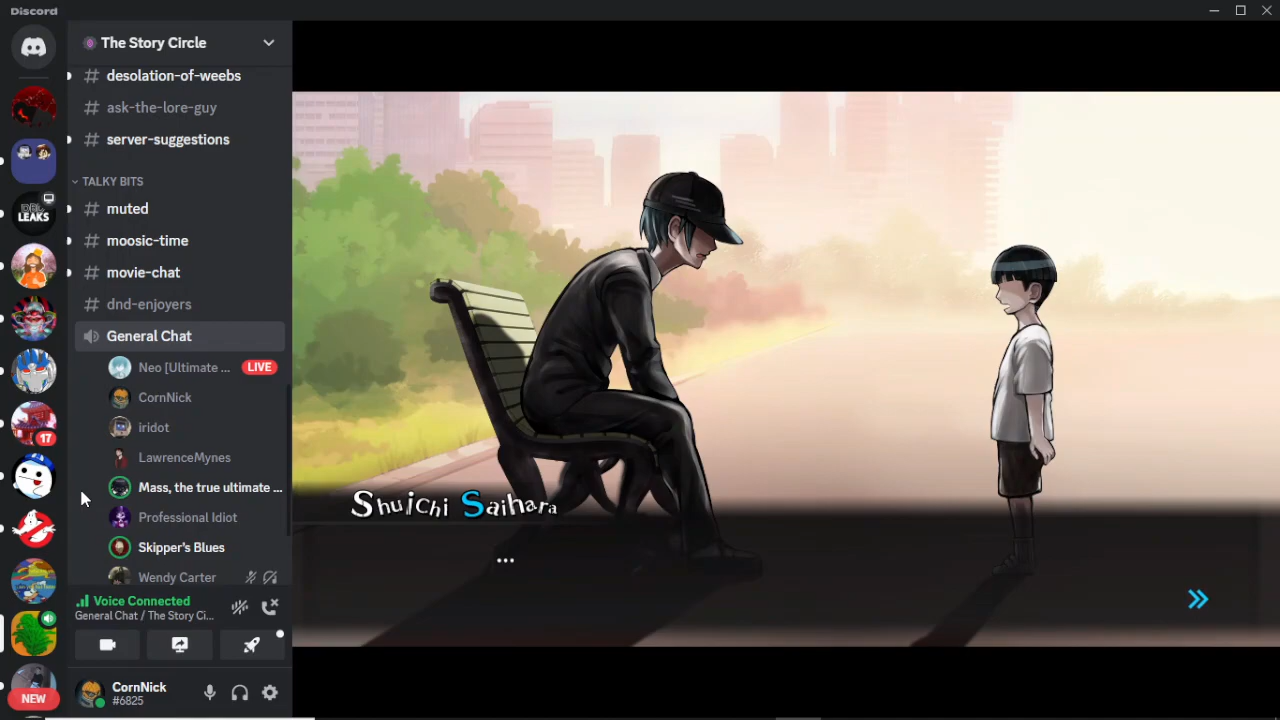 Discord
The Story Circle
desolation-of-weebs
ask-the-lore-guy
server-suggestions
TALKY BITS
muted
moosic-time
movie-chat
dnd-enjoyers
General Chat
Neo [Ultimate ... LIVE
CornNick
iridot
LawrenceMynes
Mass, the true ultimate ...
Professional Idiot
Skipper's Blues
Wendy Carter
Voice Connected
General Chat / The Story Ci...
CornNick
#6825
LEAKS
17
NEW
Shuichi Saihara
...